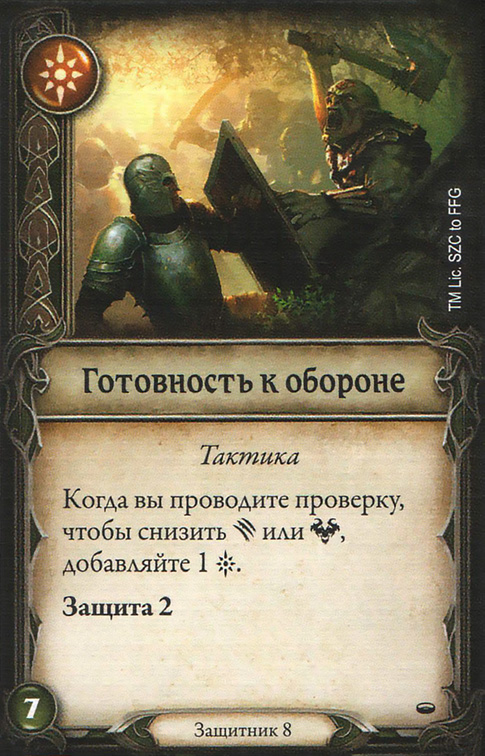 TM Lic. SZC to FFG
Готовность к обороне
Тактика
Когда вы проводите проверку,
чтобы снизить или ,
добавляйте 1 .
Защита 2
7
Защитник 8